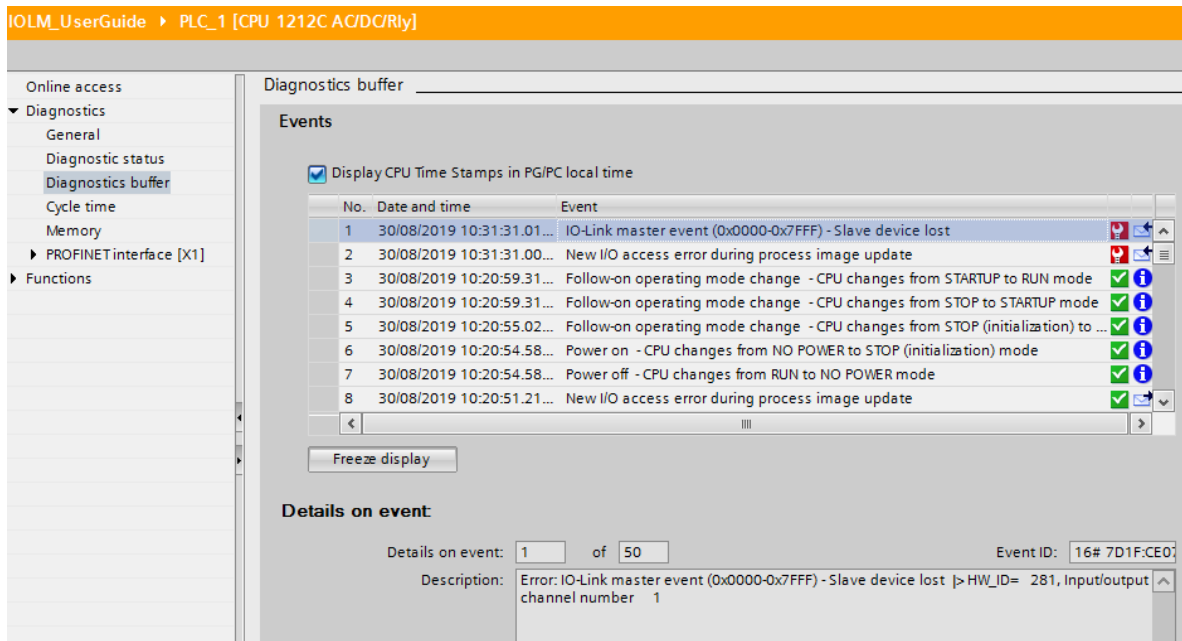 IOLM_UserGuide ▸ PLC_1 [CPU 1212C AC/DC/Rly]
Online access
Diagnostics
General
Diagnostic status
Diagnostics buffer
Cycle time
Memory
PROFINET interface [X1]
Functions
Diagnostics buffer
Events
Display CPU Time Stamps in PG/PC local time
No. Date and time Event
1 30/08/2019 10:31:31.01... IO-Link master event (0x0000-0x7FFF) - Slave device lost
2 30/08/2019 10:31:31.00... New I/O access error during process image update
3 30/08/2019 10:20:59.31... Follow-on operating mode change - CPU changes from STARTUP to RUN mode
4 30/08/2019 10:20:59.31... Follow-on operating mode change - CPU changes from STOP to STARTUP mode
5 30/08/2019 10:20:55.02... Follow-on operating mode change - CPU changes from STOP (initialization) to ...
6 30/08/2019 10:20:54.58... Power on - CPU changes from NO POWER to STOP (initialization) mode
7 30/08/2019 10:20:54.58... Power off - CPU changes from RUN to NO POWER mode
8 30/08/2019 10:20:51.21... New I/O access error during process image update
Freeze display
Details on event:
Details on event: 1 of 50 Event ID: 16# 7D1F:CE07
Description: Error: IO-Link master event (0x0000-0x7FFF) - Slave device lost |> HW_ID= 281, Input/output
channel number 1